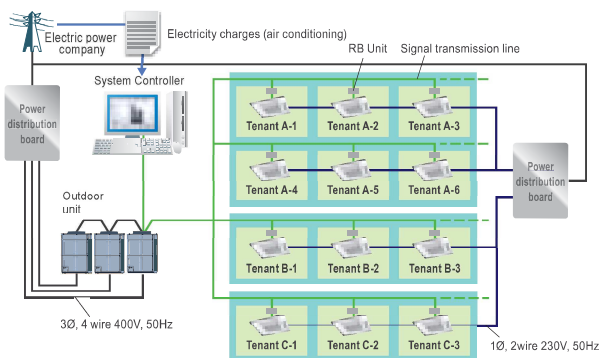 Electric power
company
Electricity charges (air conditioning)
RB Unit
Signal transmission line
System Controller
Power
distribution
board
Tenant A-1
Tenant A-2
Tenant A-3
Tenant A-4
Tenant A-5
Tenant A-6
Power
distribution
board
Outdoor
unit
Tenant B-1
Tenant B-2
Tenant B-3
3Ø, 4 wire 400V, 50Hz
Tenant C-1
Tenant C-2
Tenant C-3
1Ø, 2wire 230V, 50Hz